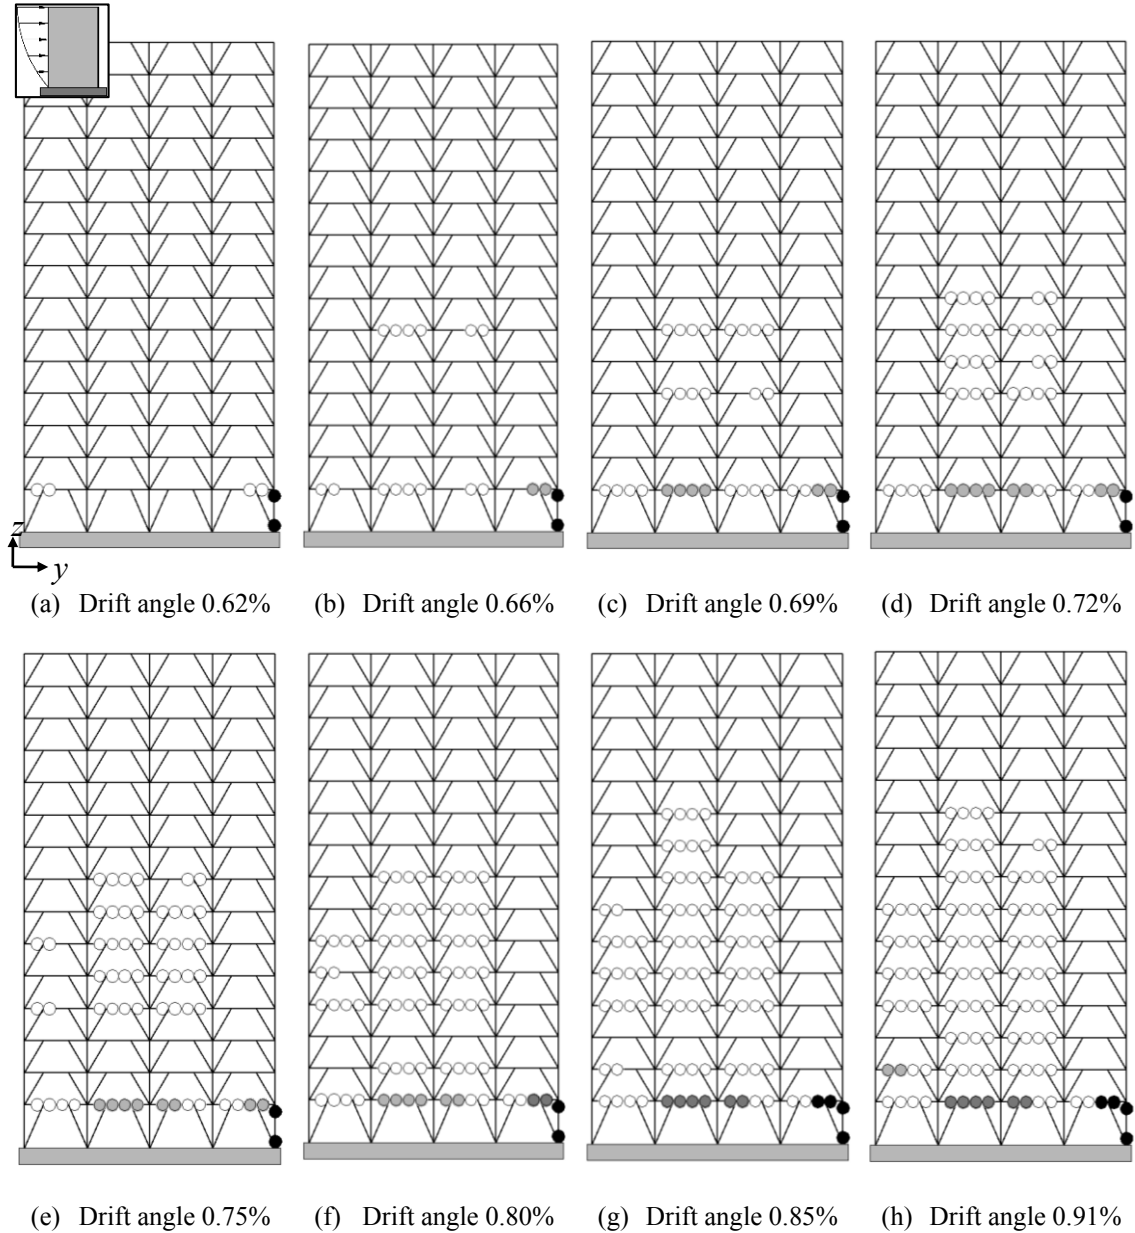 z
y
(a) Drift angle 0.62%
(b) Drift angle 0.66%
(c) Drift angle 0.69%
(d) Drift angle 0.72%
(e) Drift angle 0.75%
(f) Drift angle 0.80%
(g) Drift angle 0.85%
(h) Drift angle 0.91%